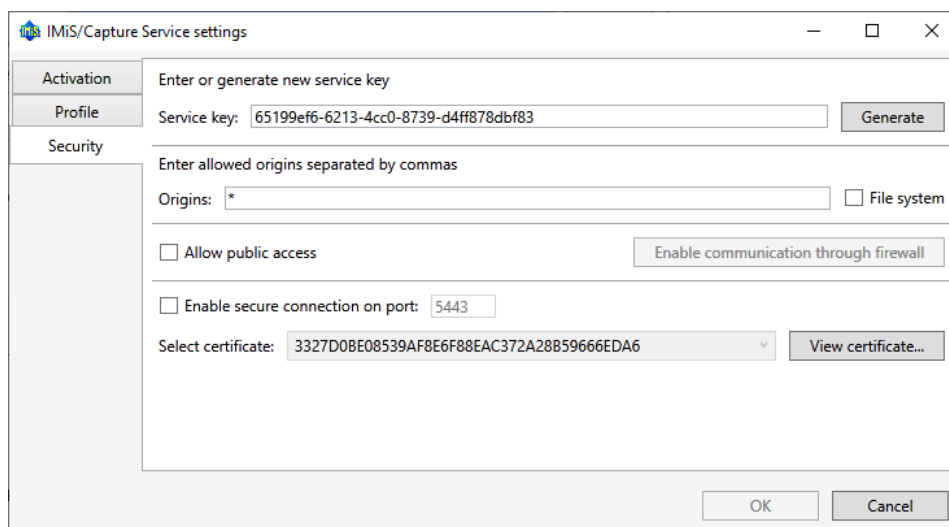 IMiS/Capture Service settings
Activation
Profile
Security
Enter or generate new service key
Service key: 65199ef6-6213-4cc0-8739-d4ff878dbf83 Generate
Enter allowed origins separated by commas
Origins: * File system
Allow public access Enable communication through firewall
Enable secure connection on port: 5443
Select certificate: 3327D0BE08539AF8E6F88EAC372A28B59666EDA6 View certificate...
OK Cancel